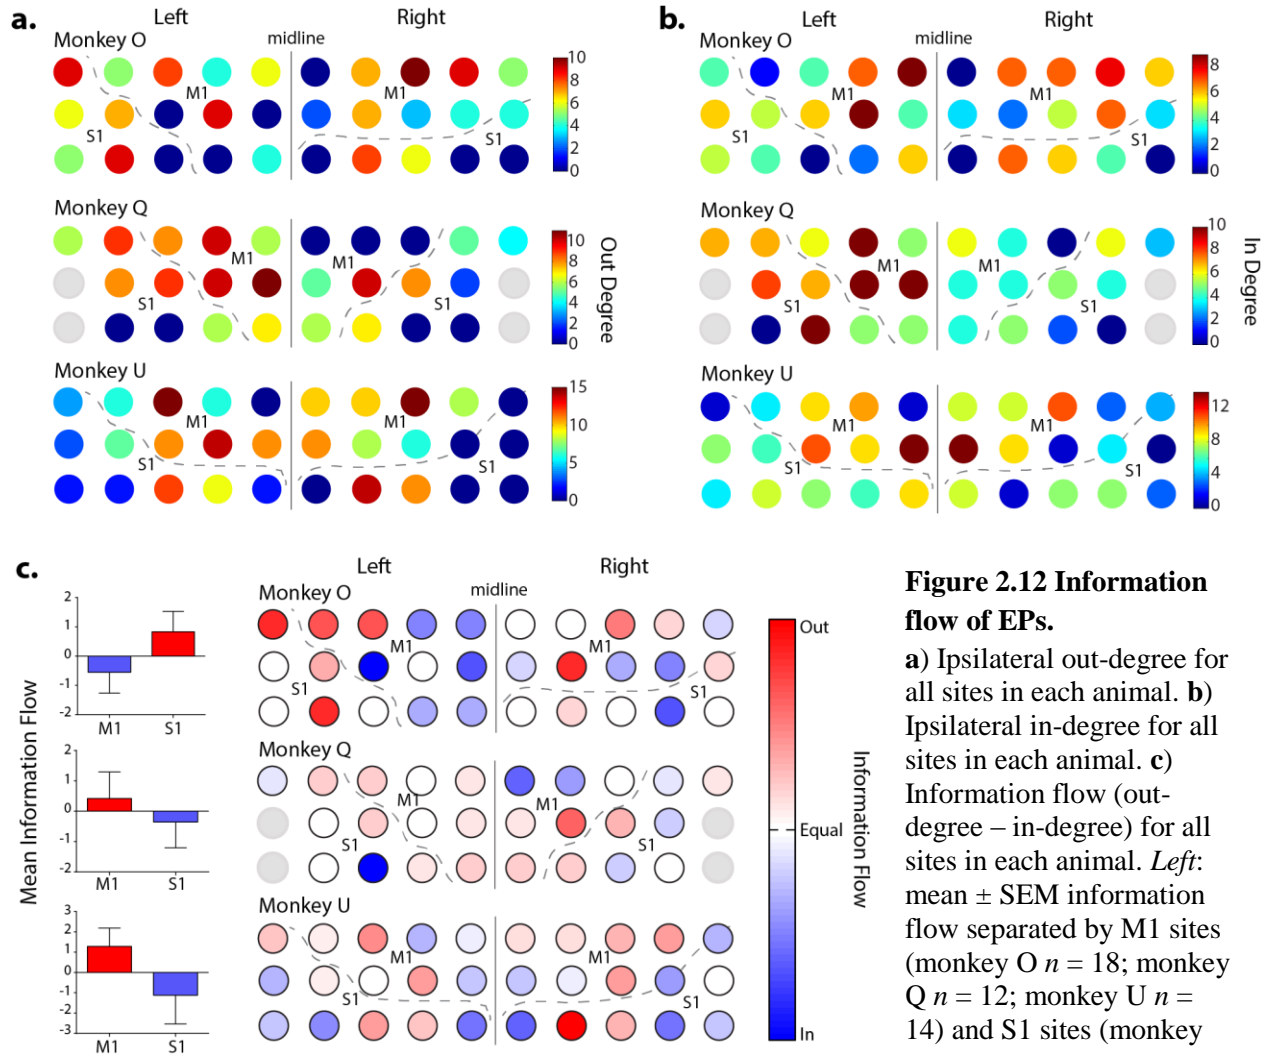 a.
Left
Right
Monkey O
midline
M1
S1
M1
S1
10
8
6
4
2
0
Monkey Q
M1
S1
M1
S1
10
8
6
4
2
0
Out Degree
Monkey U
M1
S1
M1
S1
15
10
5
0
b.
Left
Right
Monkey O
midline
M1
S1
M1
S1
8
6
4
2
0
Monkey Q
M1
S1
M1
S1
10
8
6
4
2
0
In Degree
Monkey U
M1
S1
M1
S1
12
8
4
0
c.
Mean Information Flow
2
1
0
-1
-2
M1 S1
2
1
0
-1
-2
M1 S1
3
2
1
0
-1
-2
-3
M1 S1
Left
Right
Monkey O
midline
M1
S1
M1
S1
Monkey Q
M1
S1
M1
S1
Monkey U
M1
S1
M1
S1
Out
Equal
In
Information Flow
Figure 2.12 Information
flow of EPs.
a) Ipsilateral out-degree for
all sites in each animal. b)
Ipsilateral in-degree for all
sites in each animal. c)
Information flow (out-
degree – in-degree) for all
sites in each animal. Left:
mean ± SEM information
flow separated by M1 sites
(monkey O n = 18; monkey
Q n = 12; monkey U n =
14) and S1 sites (monkey